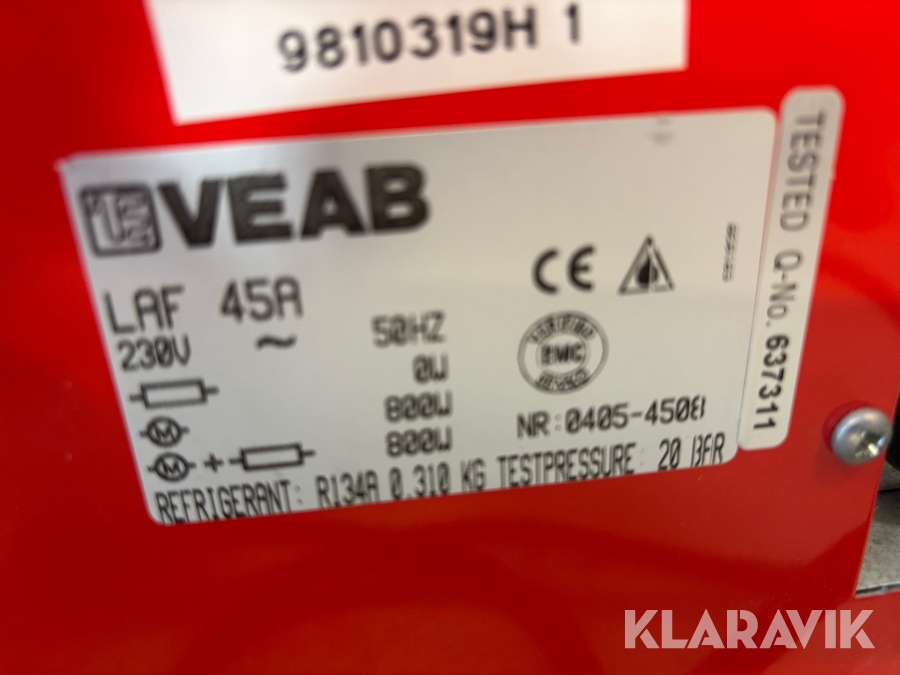 9810319H 1
VEAB
LAF 45A
230V ~ 50HZ
0W
M 800W
M + 800W
CE
EMC
NR:0405-4508
REFRIGERANT: R134A 0.310 KG TESTPRESSURE: 20 BAR
TESTED Q-No. 637311
KLARAVIK